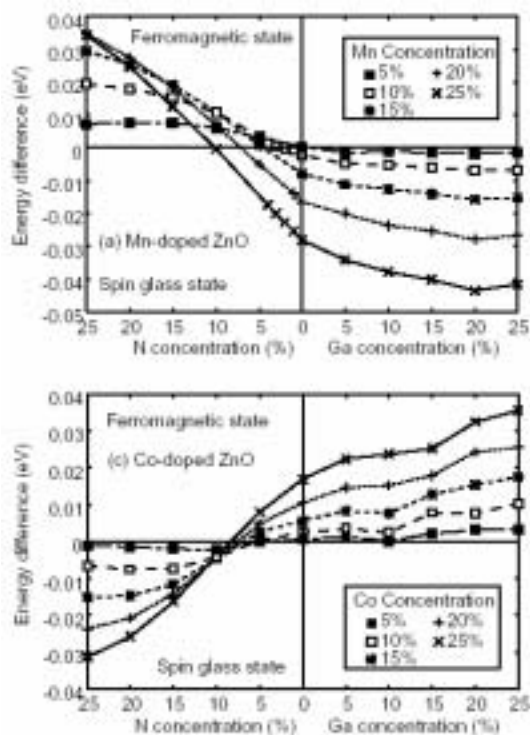 0.04
0.03
0.02
0.01
0
-0.01
-0.02
-0.03
-0.04
-0.05
Energy difference (eV)
Ferromagnetic state
Mn Concentration
5% 20%
10% 25%
15%
(a) Mn-doped ZnO
Spin glass state
25 20 15 10 5 0 5 10 15 20 25
N concentration (%) Ga concentration (%)
0.04
0.03
0.02
0.01
0
-0.01
-0.02
-0.03
-0.04
Energy difference (eV)
Ferromagnetic state
(c) Co-doped ZnO
Co Concentration
5% 20%
10% 25%
15%
Spin glass state
25 20 15 10 5 0 5 10 15 20 25
N concentration (%) Ga concentration (%)